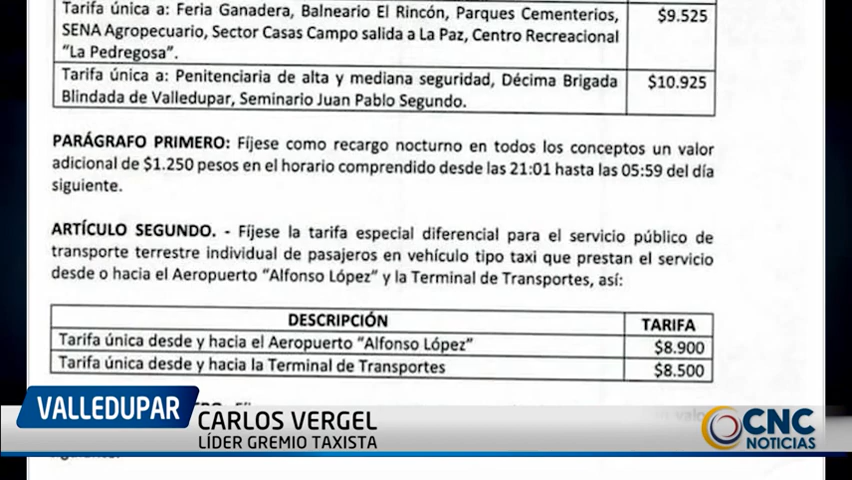 Tarifa única a: Feria Ganadera, Balneario El Rincón, Parques Cementerios,
SENA Agropecuario, Sector Casas Campo salida a La Paz, Centro Recreacional
“La Pedregosa”.
$9.525
Tarifa única a: Penitenciaria de alta y mediana seguridad, Décima Brigada
Blindada de Valledupar, Seminario Juan Pablo Segundo.
$10.925
PARÁGRAFO PRIMERO: Fíjese como recargo nocturno en todos los conceptos un valor
adicional de $1.250 pesos en el horario comprendido desde las 21:01 hasta las 05:59 del día
siguiente.
ARTÍCULO SEGUNDO. - Fíjese la tarifa especial diferencial para el servicio público de
transporte terrestre individual de pasajeros en vehículo tipo taxi que prestan el servicio
desde o hacia el Aeropuerto “Alfonso López” y la Terminal de Transportes, así:
DESCRIPCIÓN TARIFA
Tarifa única desde y hacia el Aeropuerto “Alfonso López” $8.900
Tarifa única desde y hacia la Terminal de Transportes $8.500
VALLEDUPAR
CARLOS VERGEL
LÍDER GREMIO TAXISTA
CNC
NOTICIAS